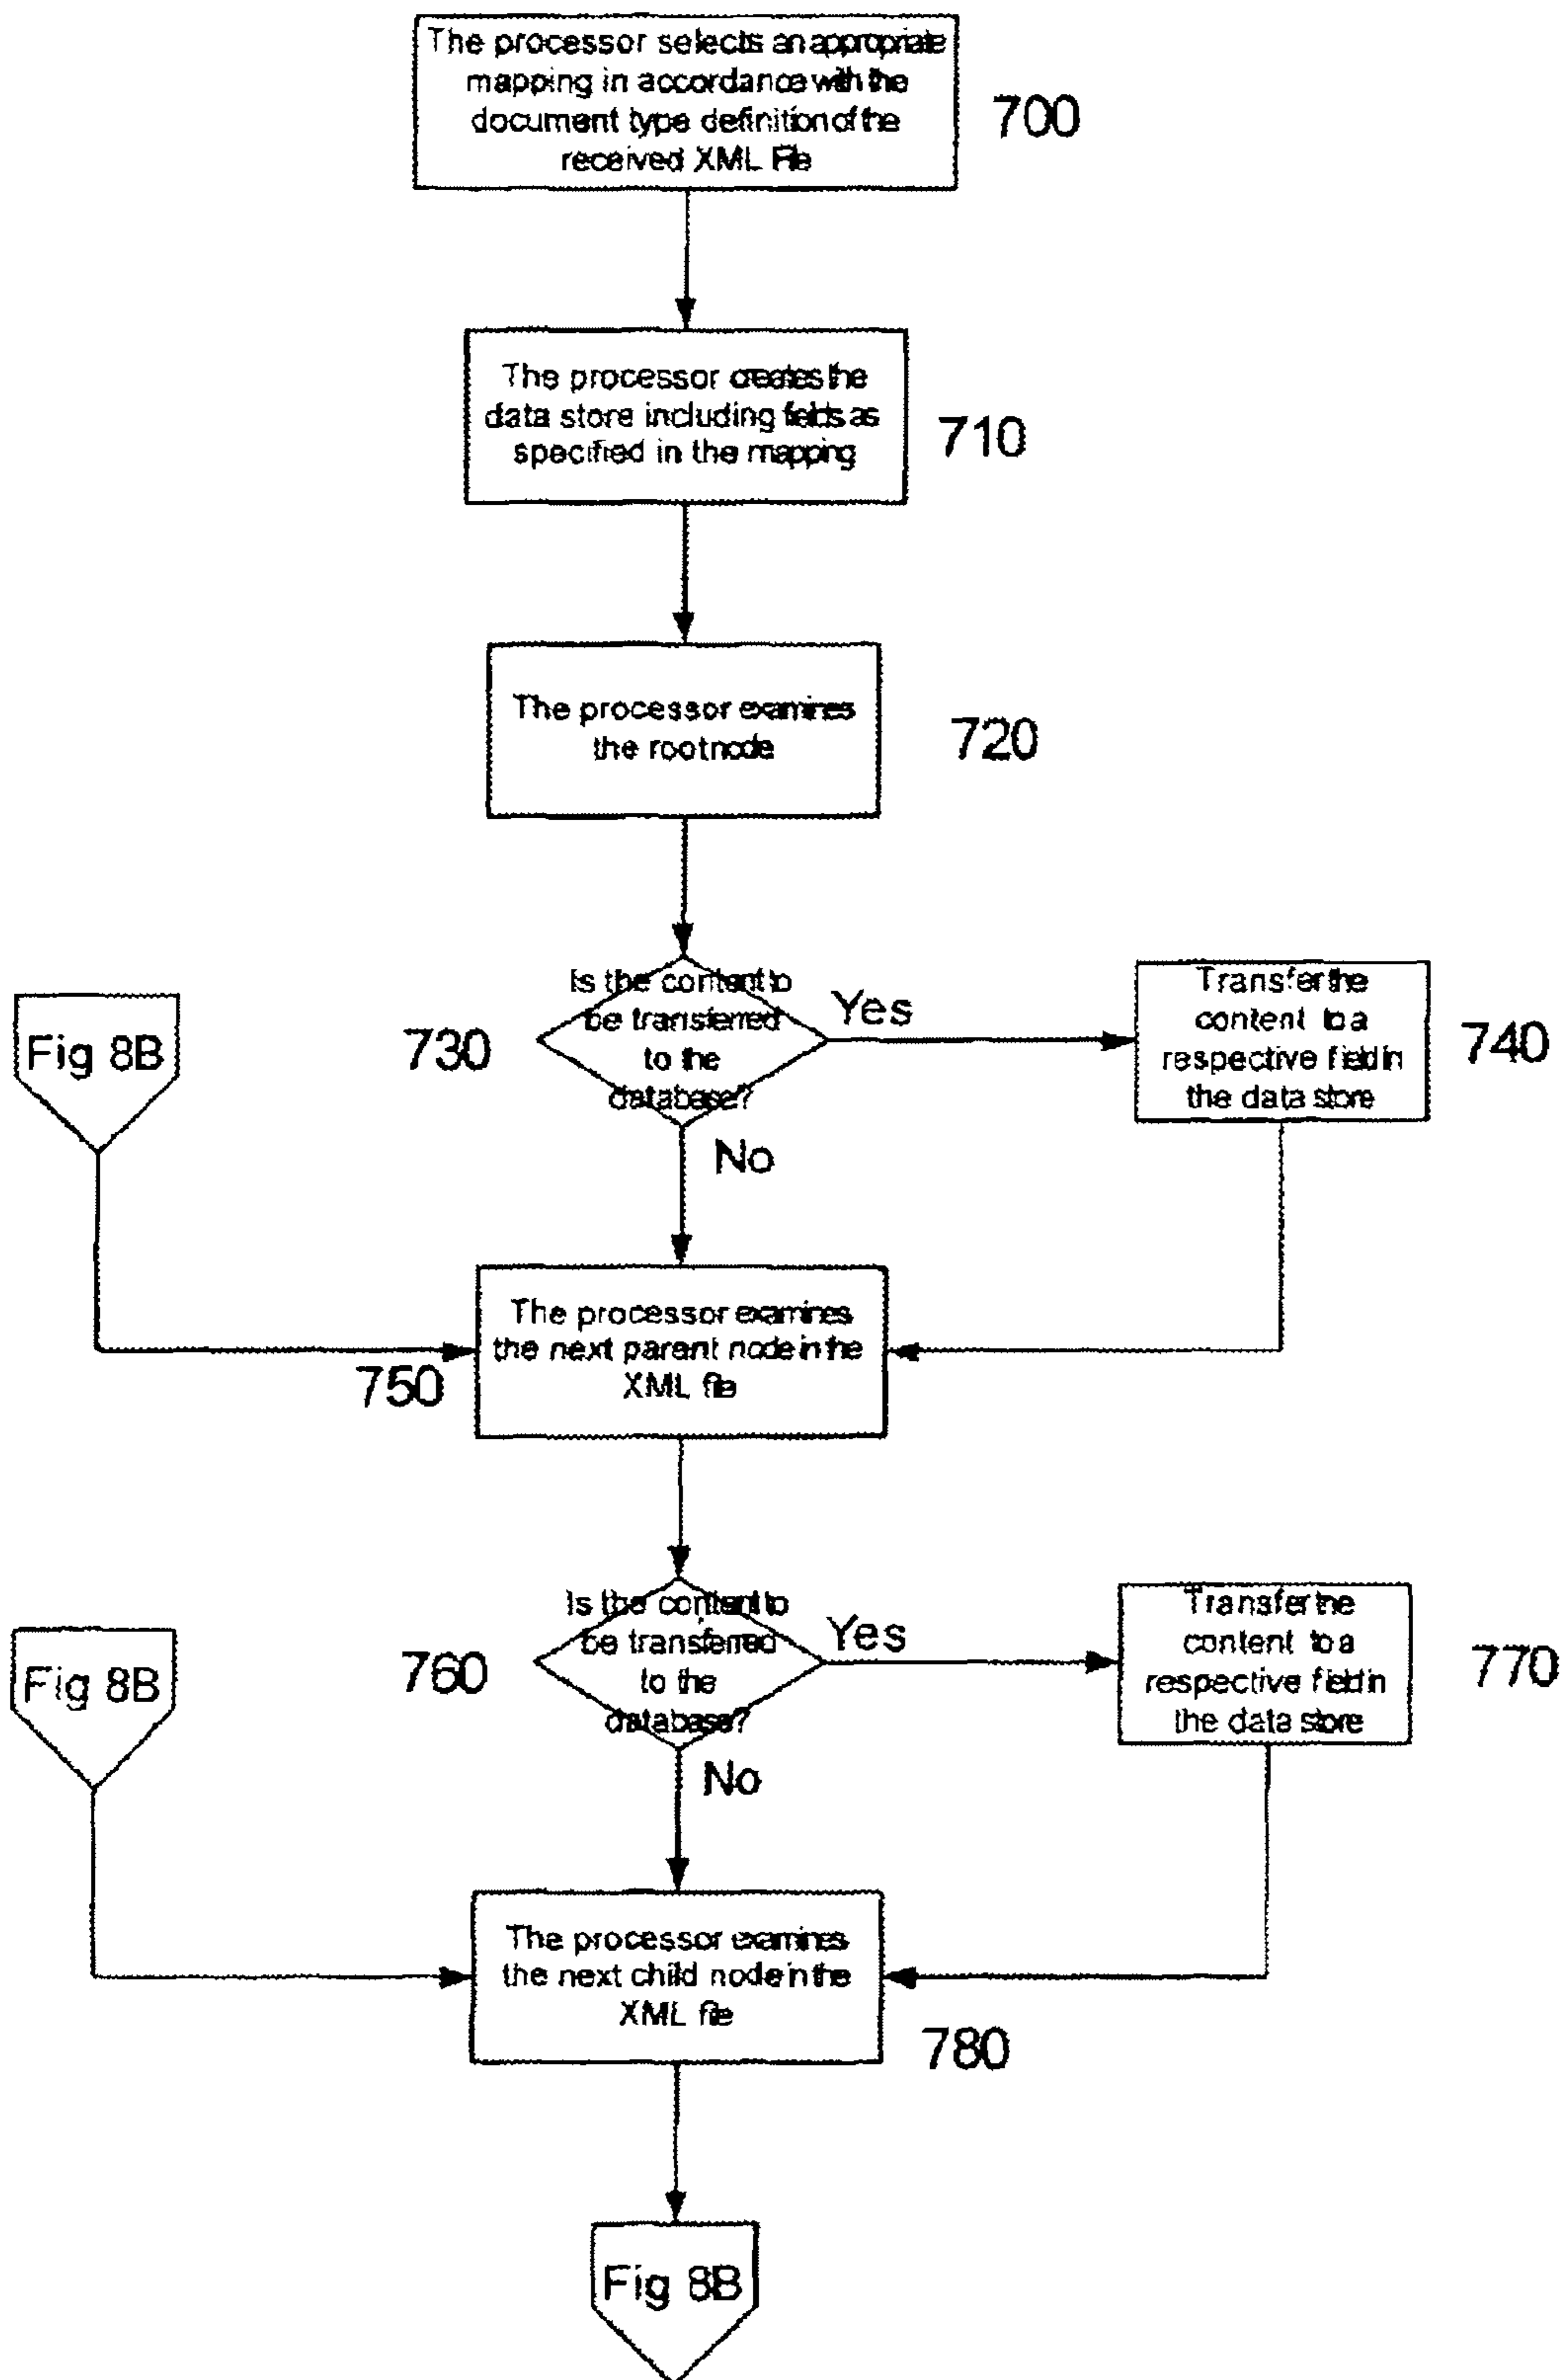 The processor selects an appropriate
mapping in accordance with the
document type definition of the
received XML File
700
The processor creates the
data store including fields as
specified in the mapping
710
The processor examines
the root node
720
Is the content to
be transferred
to the
database?
730
Yes
Transfer the
content to a
respective field in
the data store
740
Fig 8B
No
The processor examines
the next parent node in the
XML file
750
Is the content to
be transferred
to the
database?
760
Yes
Transfer the
content to a
respective field in
the data store
770
Fig 8B
No
The processor examines
the next child node in the
XML file
780
Fig 8B